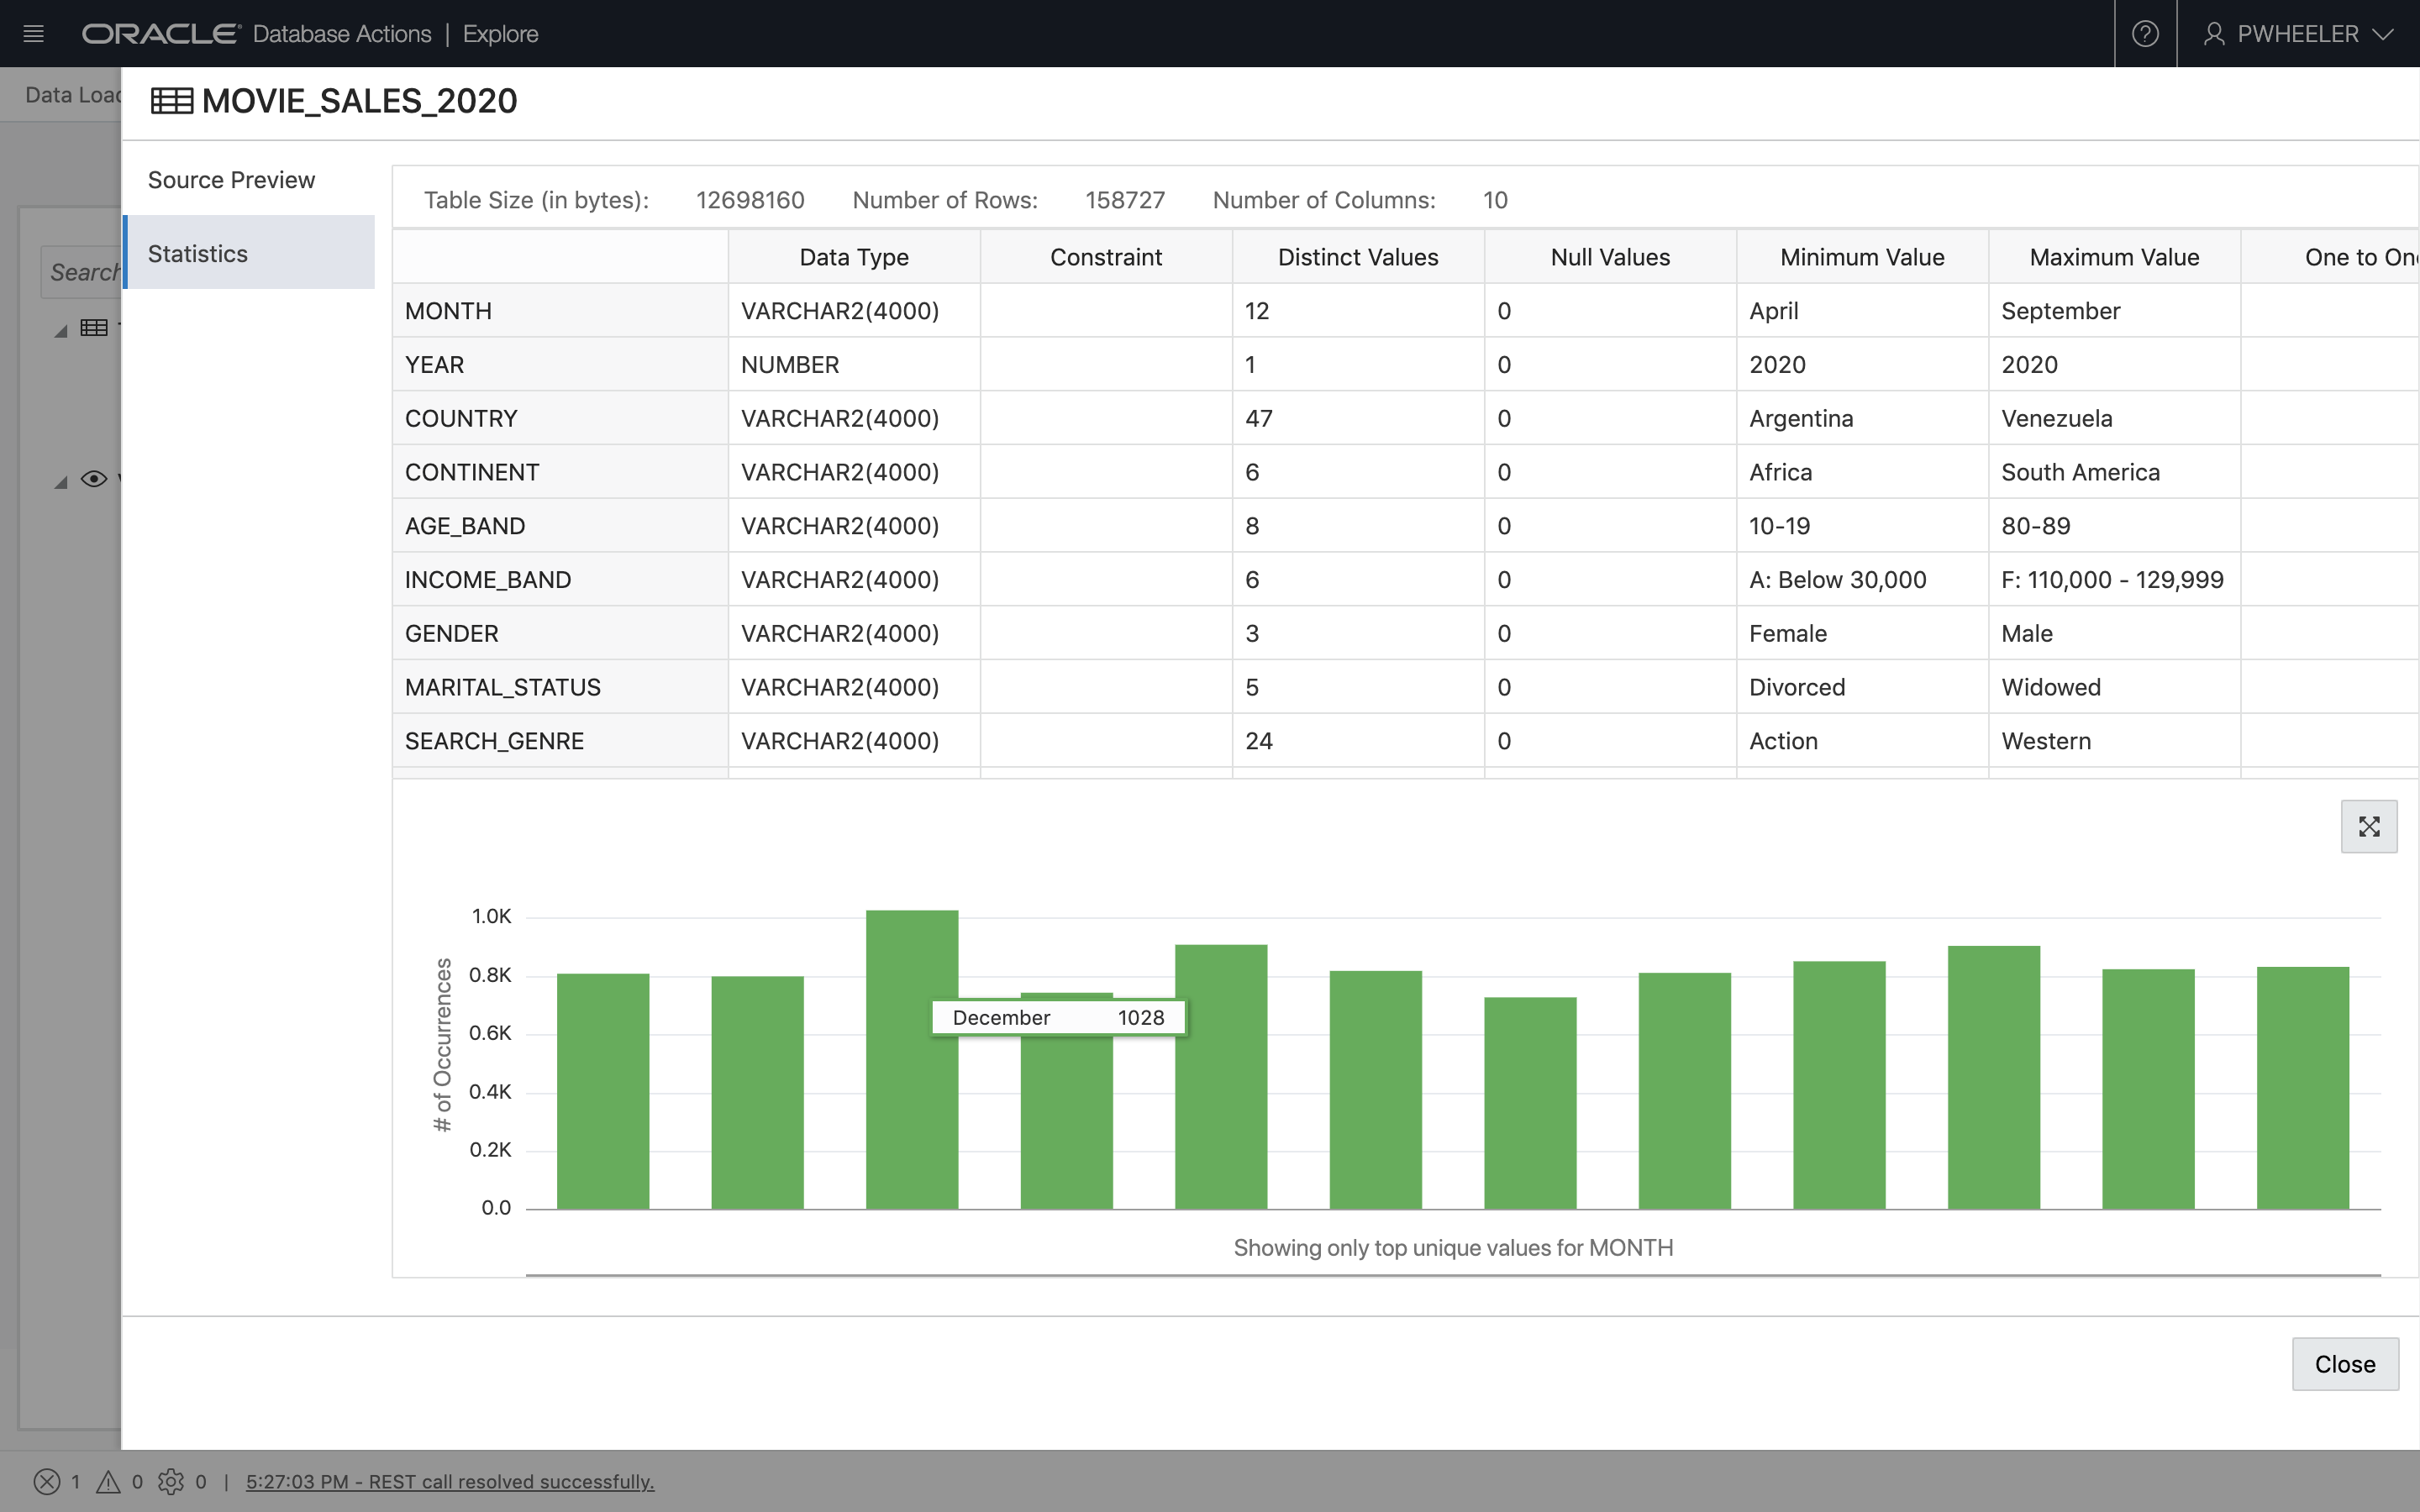 ORACLE Database Actions | Explore
PWHEELER
Data Load
MOVIE_SALES_2020
Search
Source Preview
Statistics
Table Size (in bytes): 12698160 Number of Rows: 158727 Number of Columns: 10
Data Type Constraint Distinct Values Null Values Minimum Value Maximum Value One to One
MONTH VARCHAR2(4000) 12 0 April September
YEAR NUMBER 1 0 2020 2020
COUNTRY VARCHAR2(4000) 47 0 Argentina Venezuela
CONTINENT VARCHAR2(4000) 6 0 Africa South America
AGE_BAND VARCHAR2(4000) 8 0 10-19 80-89
INCOME_BAND VARCHAR2(4000) 6 0 A: Below 30,000 F: 110,000 - 129,999
GENDER VARCHAR2(4000) 3 0 Female Male
MARITAL_STATUS VARCHAR2(4000) 5 0 Divorced Widowed
SEARCH_GENRE VARCHAR2(4000) 24 0 Action Western
# of Occurrences
1.0K
0.8K
0.6K
0.4K
0.2K
0.0
December 1028
Showing only top unique values for MONTH
Close
1 0 0 | 5:27:03 PM - REST call resolved successfully.